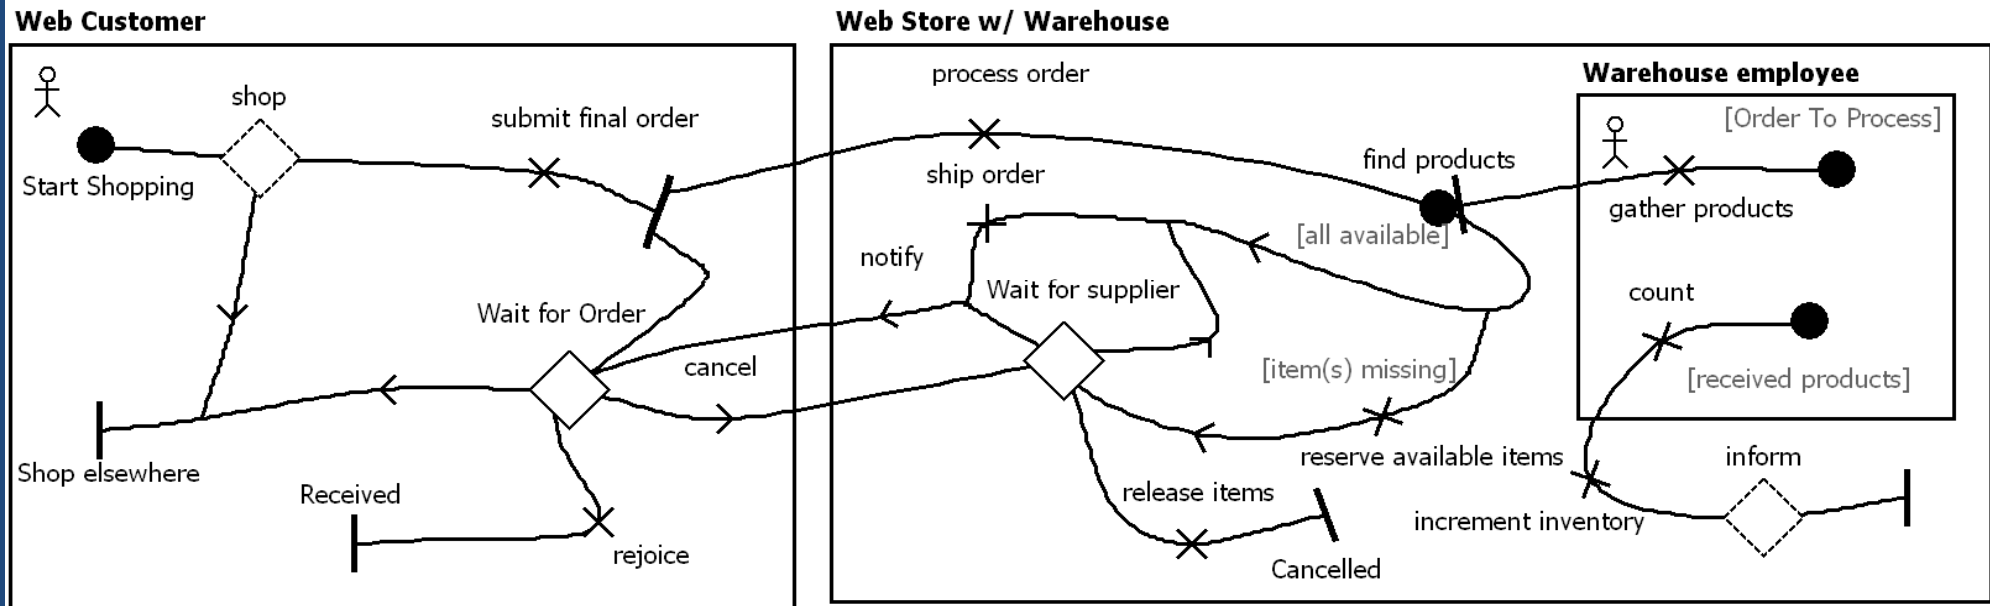 Web Customer
Web Store w/ Warehouse
process order
Warehouse employee
shop
submit final order
[Order To Process]
find products
Start Shopping
ship order
gather products
[all available]
notify
Wait for supplier
count
Wait for Order
cancel
[item(s) missing]
[received products]
Shop elsewhere
reserve available items
inform
Received
release items
increment inventory
rejoice
Cancelled